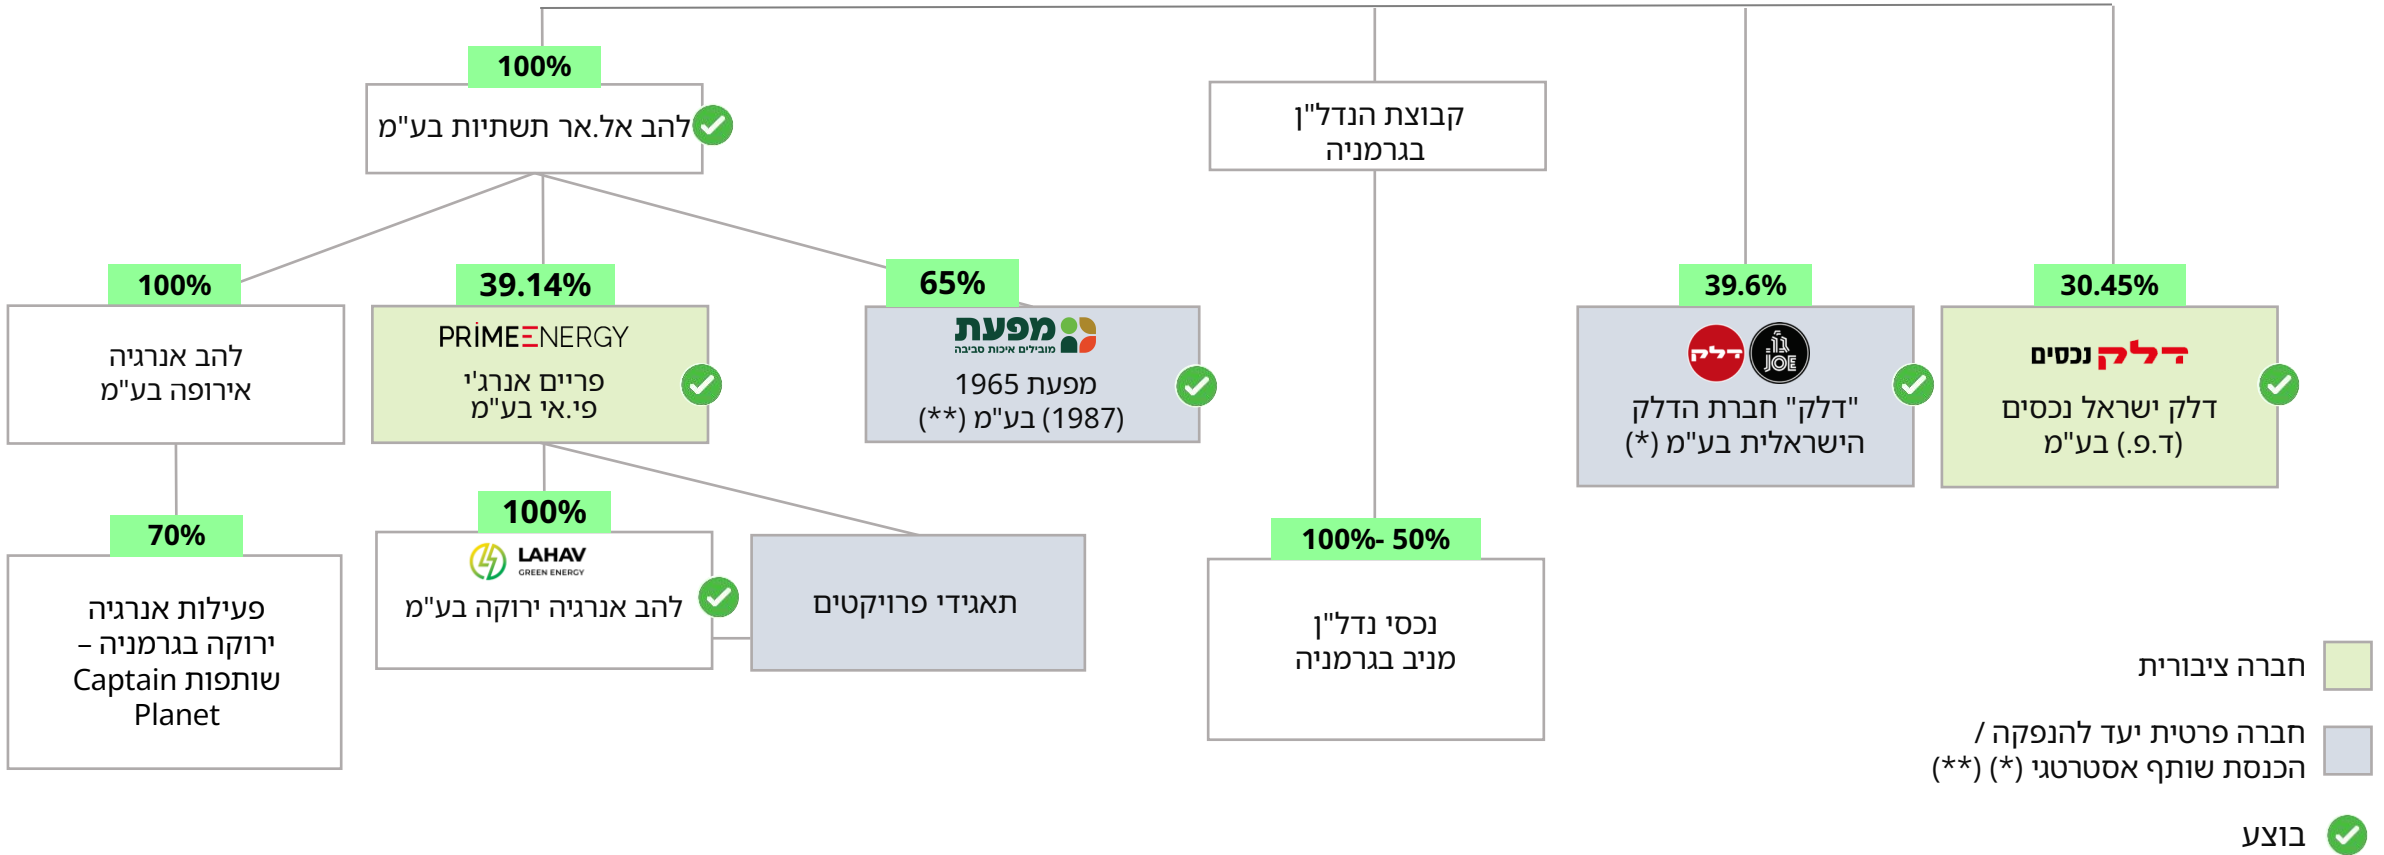 100%
להב אל.אר תשתיות בע"מ
קבוצת הנדל"ן
בגרמניה
30.45%
דלק נכסים
דלק ישראל נכסים
(ד.פ.) בע"מ
39.6%
דלק
גו
JOE
"דלק" חברת הדלק
הישראלית בע"מ (*)
65%
מפעת
מובילים איכות סביבה
מפעת 1965
(1987) בע"מ (**)
39.14%
PRIMEENERGY
פריים אנרג'י
פי.אי בע"מ
100%
להב אנרגיה
אירופה בע"מ
100%- 50%
נכסי נדל"ן
מניב בגרמניה
תאגידי פרויקטים
100%
LAHAV
GREEN ENERGY
להב אנרגיה ירוקה בע"מ
70%
פעילות אנרגיה
ירוקה בגרמניה –
שותפות Captain
Planet
חברה ציבורית
חברה פרטית יעד להנפקה /
הכנסת שותף אסטרטגי (*) (**)
בוצע